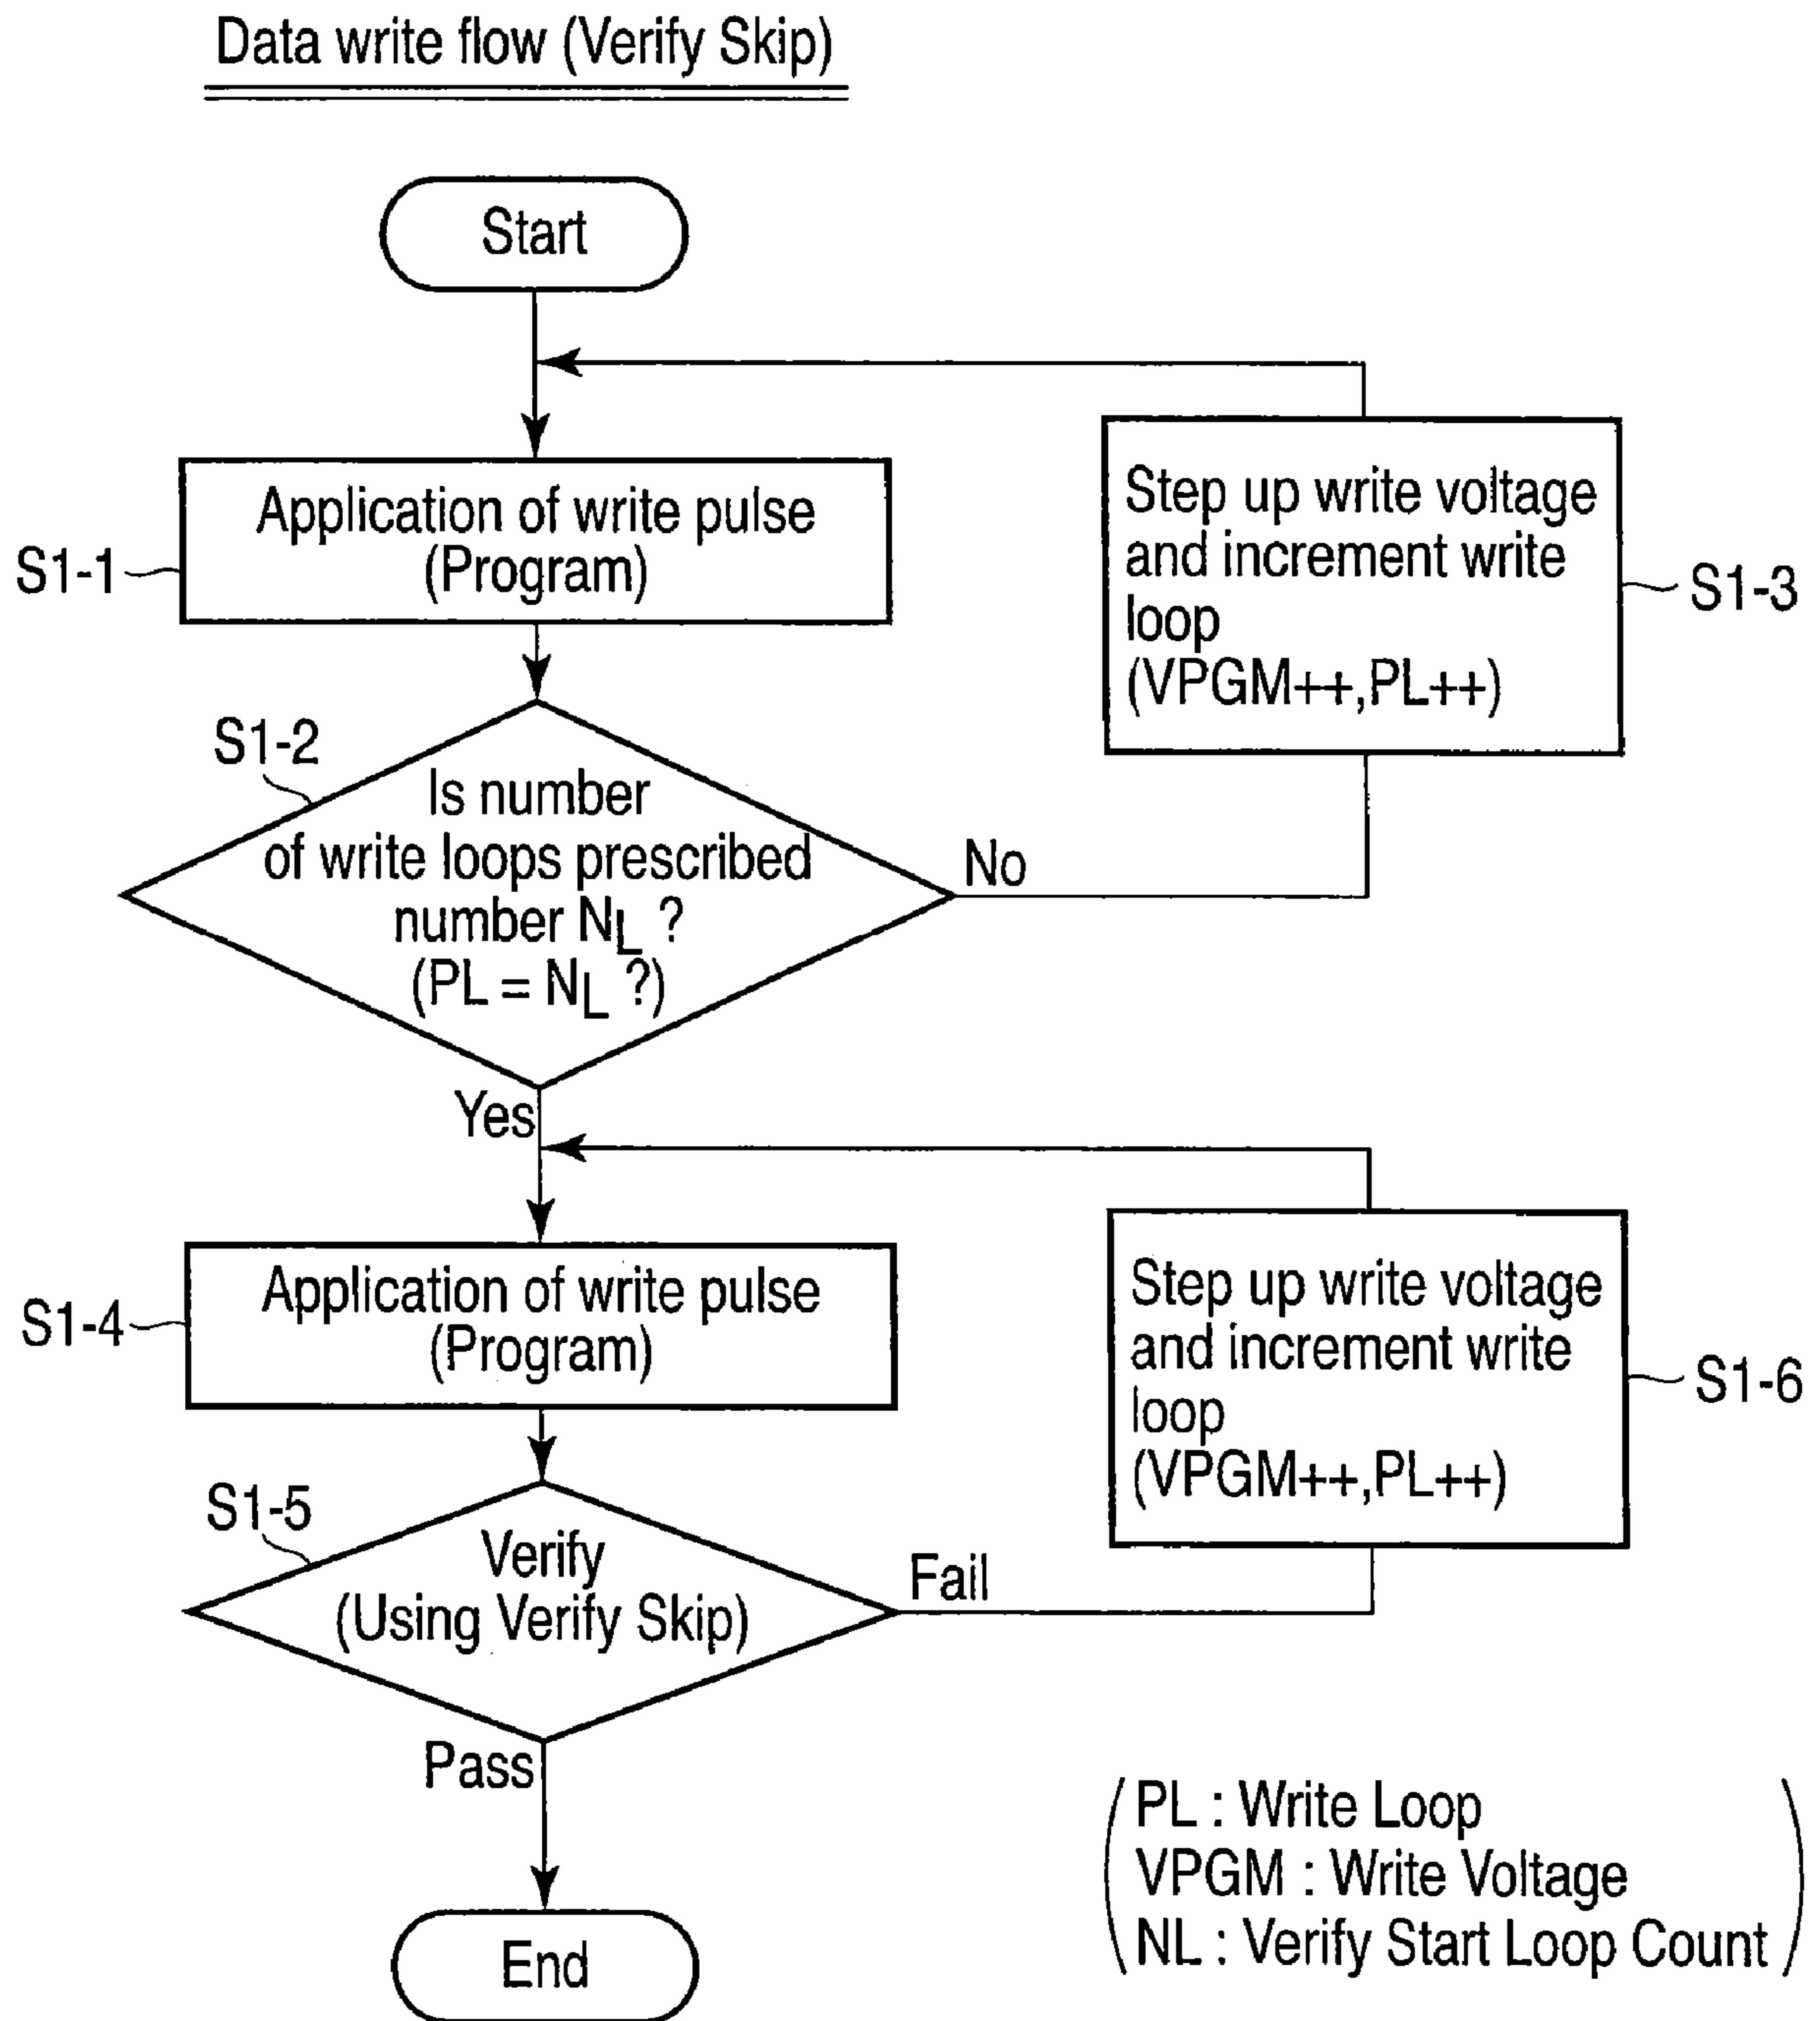 Data write flow (Verify Skip)
Start
Application of write pulse
(Program)
S1-1
Step up write voltage
and increment write
loop
(VPGM++,PL++)
S1-3
S1-2
Is number
of write loops prescribed
number NL ?
(PL = NL ?)
No
Yes
Application of write pulse
(Program)
S1-4
Step up write voltage
and increment write
loop
(VPGM++,PL++)
S1-6
S1-5
Verify
(Using Verify Skip)
Fail
Pass
End
PL : Write Loop
VPGM : Write Voltage
NL : Verify Start Loop Count